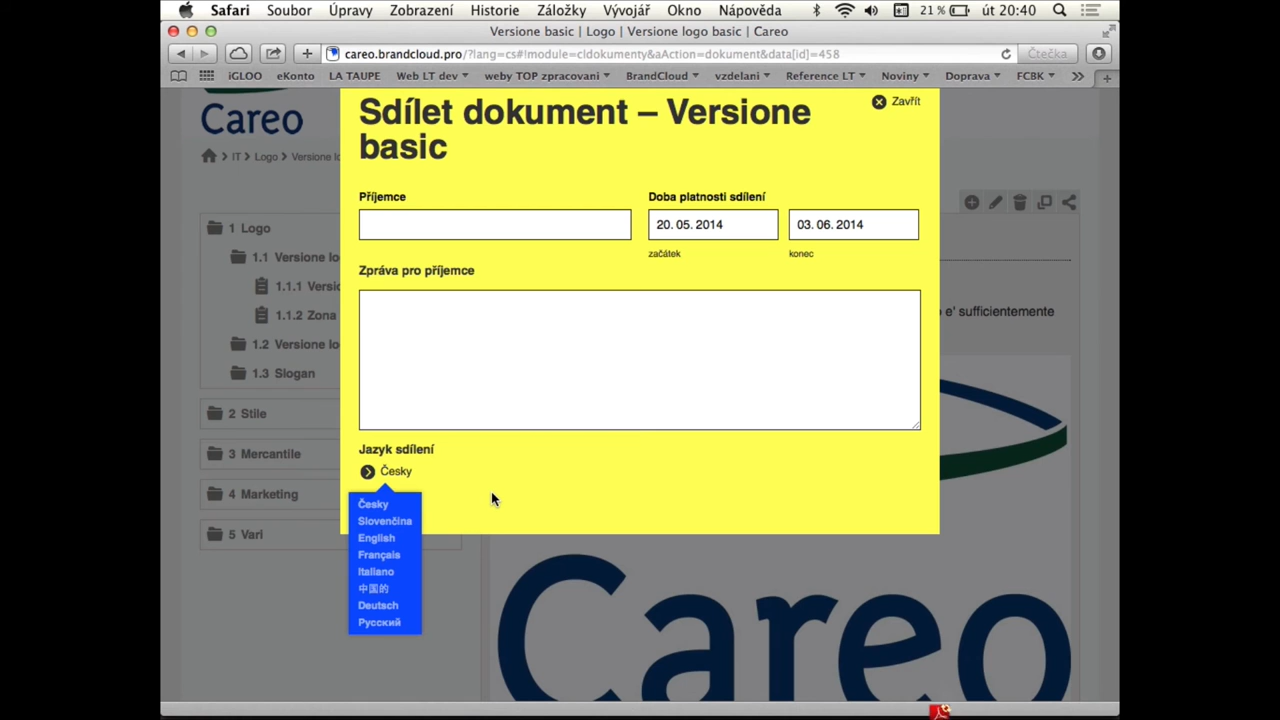 Safari Soubor Úpravy Zobrazení Historie Záložky Vývojář Okno Nápověda 21 % út 20:40
Versione basic | Logo | Versione logo basic | Careo
careo.brandcloud.pro/?lang=cs#!module=cldokumenty&aAction=dokument&data[id]=458 Čtečka
iGLOO eKonto LA TAUPE Web LT dev weby TOP zpracovani BrandCloud vzdelani Reference LT Noviny Doprava FCBK
Careo
IT Logo Versione
Sdílet dokument – Versione
basic
Zavřít
Příjemce
Doba platnosti sdílení
20. 05. 2014
03. 06. 2014
začátek
konec
Zpráva pro příjemce
Jazyk sdílení
Česky
Česky
Slovenčina
English
Français
Italiano
中国的
Deutsch
Русский
1 Logo
1.1 Versione
1.1.1
1.1.2 Zona
1.2 Versione
1.3 Slogan
2 Stile
3 Mercantile
4 Marketing
5 Vari
e' sufficientemente
Careo